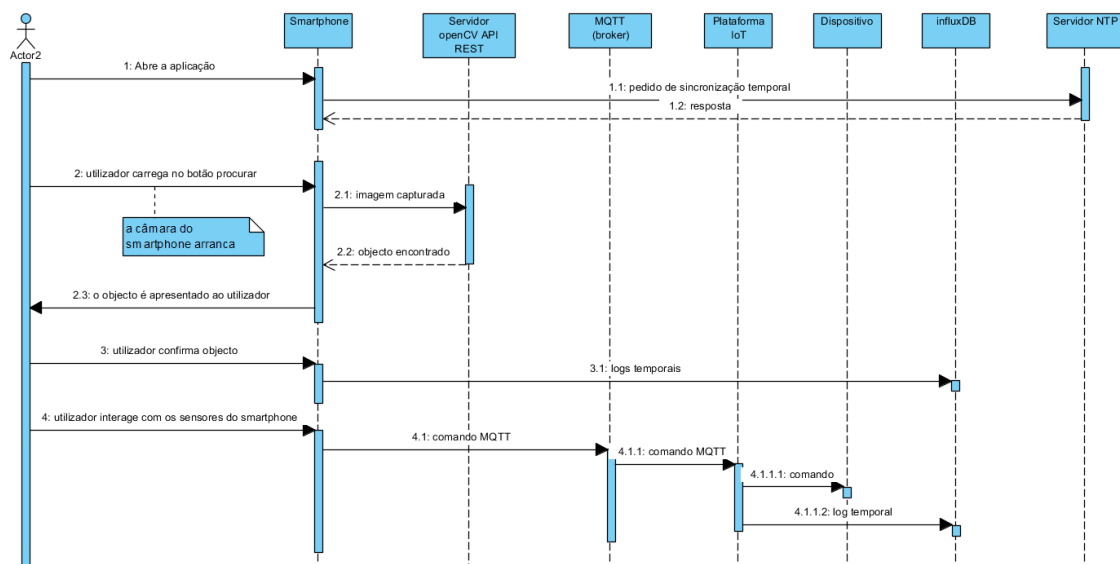 Actor2
Smartphone
Servidor
openCV API
REST
MQTT
(broker)
Plataforma
IoT
Dispositivo
influxDB
Servidor NTP
1: Abre a aplicação
1.1: pedido de sincronização temporal
1.2: resposta
2: utilizador carrega no botão procurar
2.1: imagem capturada
a câmara do
smartphone arranca
2.2: objecto encontrado
2.3: o objecto é apresentado ao utilizador
3: utilizador confirma objecto
3.1: logs temporais
4: utilizador interage com os sensores do smartphone
4.1: comando MQTT
4.1.1: comando MQTT
4.1.1.1: comando
4.1.1.2: log temporal